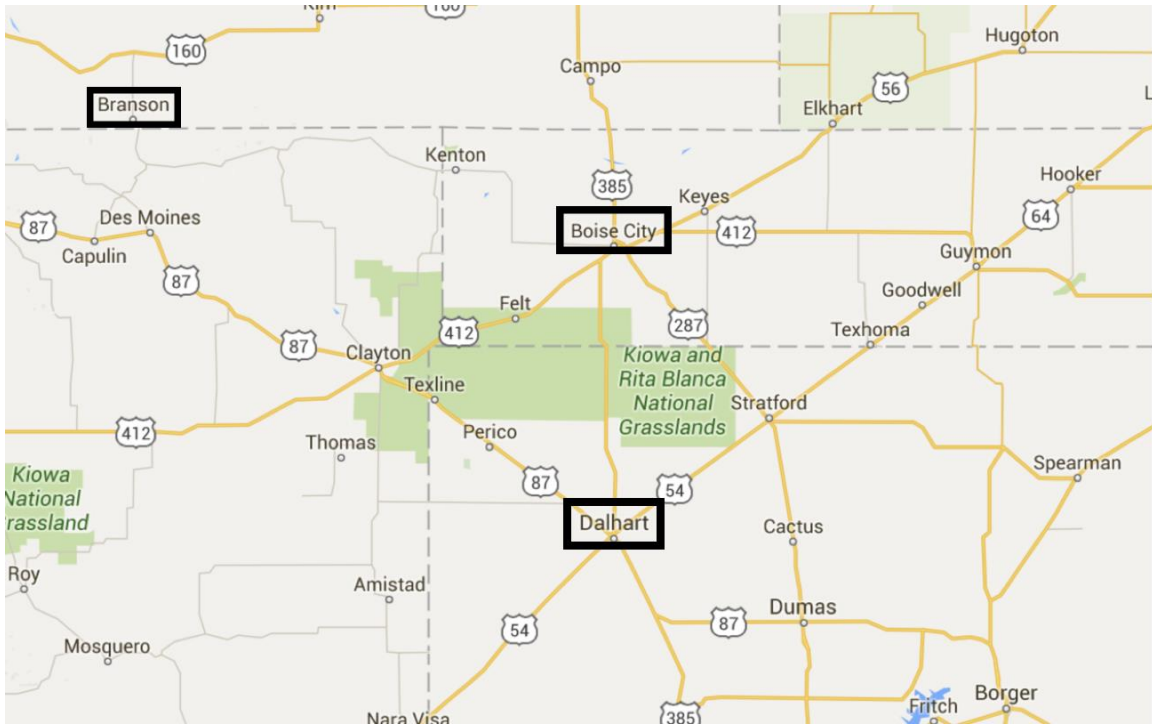 Kim
160
160
Hugoton
Campo
Branson
56
Elkhart
L
Kenton
385
Keyes
Hooker
Des Moines
87
Boise City
412
64
Capulin
Guymon
87
Goodwell
Felt
287
412
Texhoma
87
Clayton
Kiowa and
Rita Blanca
National
Grasslands
Texline
Stratford
412
Thomas
Perico
Spearman
Kiowa
National
Grassland
87
54
Dalhart
Cactus
Roy
Amistad
Dumas
54
87
Mosquero
Nara Visa
385
Fritch
Borger